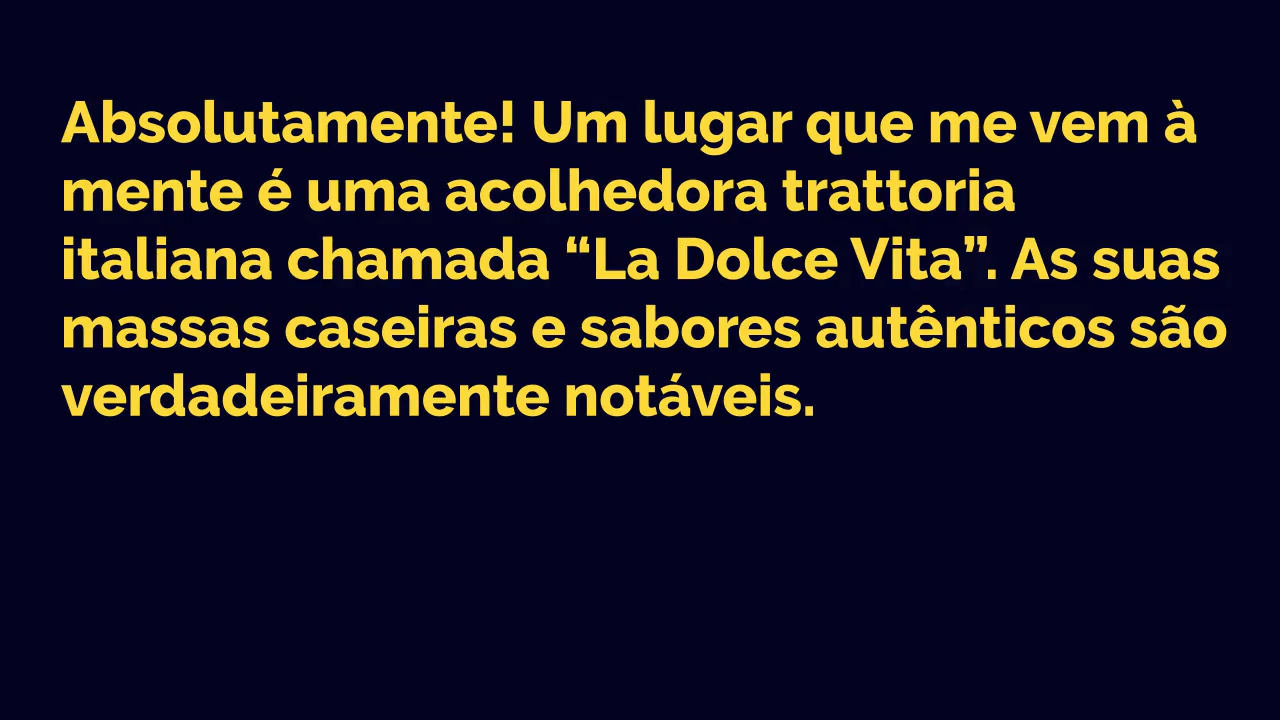 Absolutamente! Um lugar que me vem à
mente é uma acolhedora trattoria
italiana chamada “La Dolce Vita”. As suas
massas caseiras e sabores autênticos são
verdadeiramente notáveis.